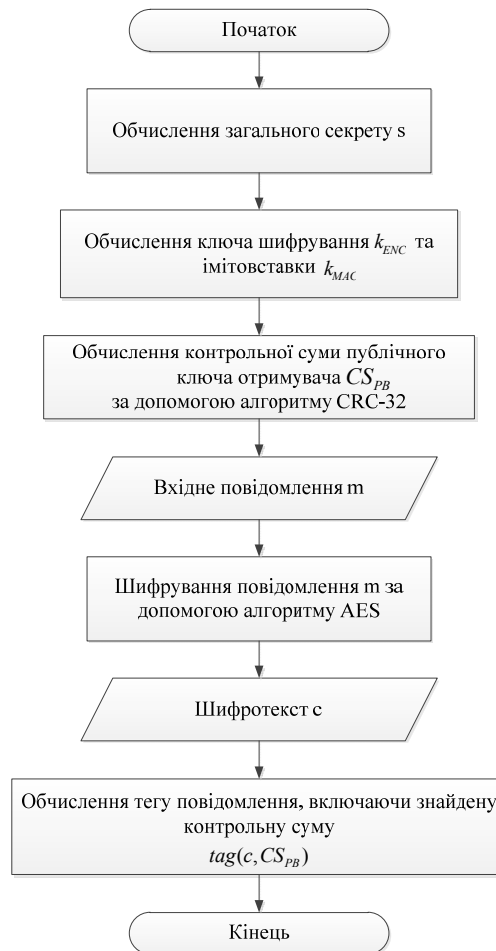 Початок
Обчислення загального секрету s
Обчислення ключа шифрування k_ENC та
імітовставки k_MAC
Обчислення контрольної суми публічного
ключа отримувача CS_PB
за допомогою алгоритму CRC-32
Вхідне повідомлення m
Шифрування повідомлення m за
допомогою алгоритму AES
Шифротекст c
Обчислення тегу повідомлення, включаючи знайдену
контрольну суму
tag(c,CS_PB)
Кінець